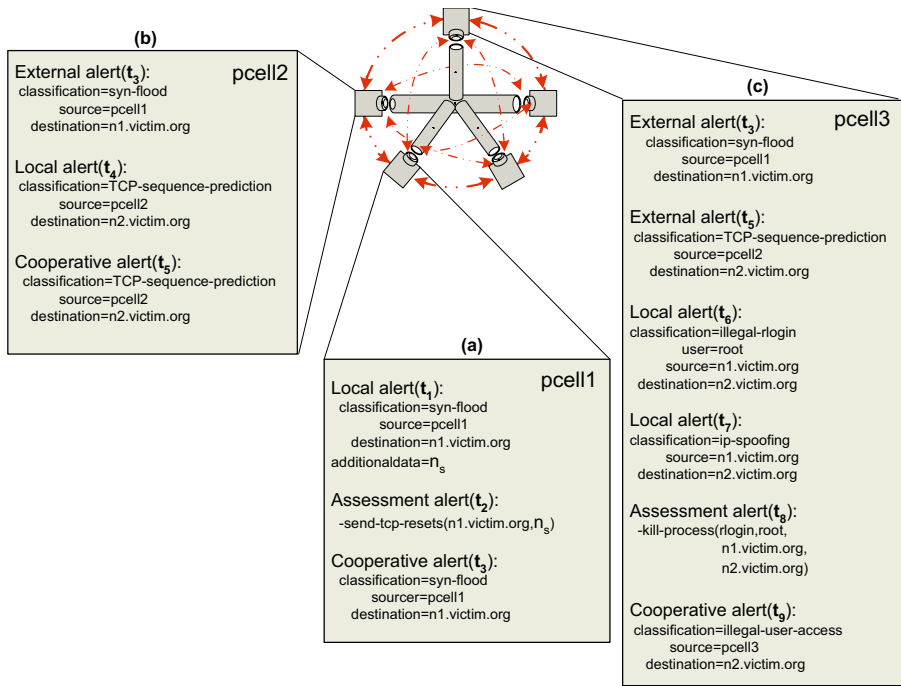 (b)
pcell2
External alert(t3):
classification=syn-flood
source=pcell1
destination=n1.victim.org
Local alert(t4):
classification=TCP-sequence-prediction
source=pcell2
destination=n2.victim.org
Cooperative alert(t5):
classification=TCP-sequence-prediction
source=pcell2
destination=n2.victim.org
(a)
pcell1
Local alert(t1):
classification=syn-flood
source=pcell1
destination=n1.victim.org
additionaldata=ns
Assessment alert(t2):
-send-tcp-resets(n1.victim.org,ns)
Cooperative alert(t3):
classification=syn-flood
sourcer=pcell1
destination=n1.victim.org
(c)
pcell3
External alert(t3):
classification=syn-flood
source=pcell1
destination=n1.victim.org
External alert(t5):
classification=TCP-sequence-prediction
source=pcell2
destination=n2.victim.org
Local alert(t6):
classification=illegal-rlogin
user=root
source=n1.victim.org
destination=n2.victim.org
Local alert(t7):
classification=ip-spoofing
source=n1.victim.org
destination=n2.victim.org
Assessment alert(t8):
-kill-process(rlogin,root,
n1.victim.org,
n2.victim.org)
Cooperative alert(t9):
classification=illegal-user-access
source=pcell3
destination=n2.victim.org